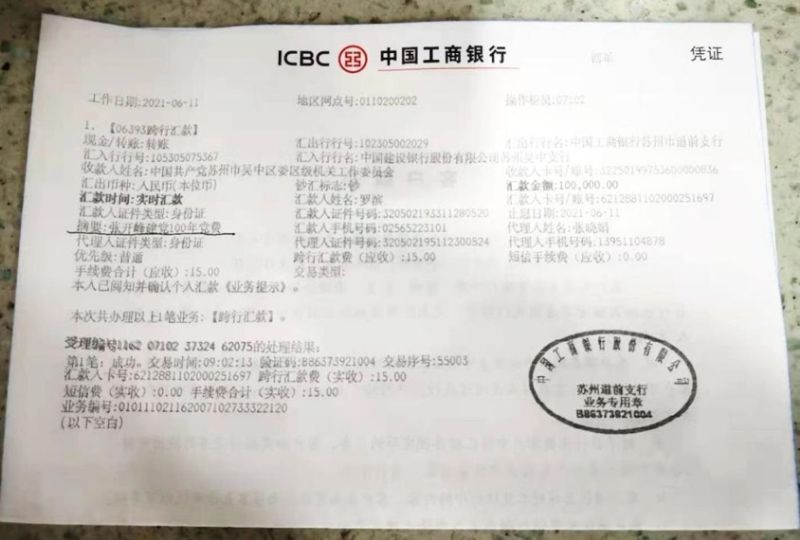 ICBC 中国工商银行 凭证
工作日期:2021-06-11 地区网点号:0110200202 操作柜员:07102
1、【06393跨行汇款】
现金/转账:转账 汇出行行号:102305002029 汇出行行名:中国工商银行苏州市道前支行
汇入行行号:105305075367 汇入行行名:中国建设银行股份有限公司苏州吴中支行
收款人姓名:中国共产党苏州市吴中区委区级机关工作委员会 收款人卡号/账号:32250199753600000836
汇出币种:人民币(本位币) 钞汇标志:钞 汇款金额:100,000.00
汇款时间:实时汇款 汇款人姓名:罗滨 汇款人卡号/账号:6212881102000251697
汇款人证件类型:身份证 汇款人证件号码:320502193311280520 止息日期:2021-06-11
摘要:张开峰建党100年党费 汇款人手机号码:02565223101 代理人姓名:张晓娟
代理人证件类型:身份证 代理人证件号码:320502195112300524 代理人手机号码:13951104878
优先级:普通 跨行汇款费（应收）:15.00 短信手续费（应收）:0.00
手续费合计（应收）:15.00 交易类型:
本人已阅知并确认个人汇款《业务提示》。
本次共办理以上1笔业务:【跨行汇款】。
受理编号1162 07102 37324 62075的处理结果:
第1笔: 成功。交易时间:09:02:13 验证码:B86373921004 交易序号:55003
汇款人卡号:6212881102000251697 跨行汇款费（实收）:15.00
短信费（实收）:0.00 手续费合计（实收）:15.00
业务编号:0101110211620071027333 22120
(以下空白)
中国工商银行股份有限公司
苏州道前支行
业务专用章
B86373921004